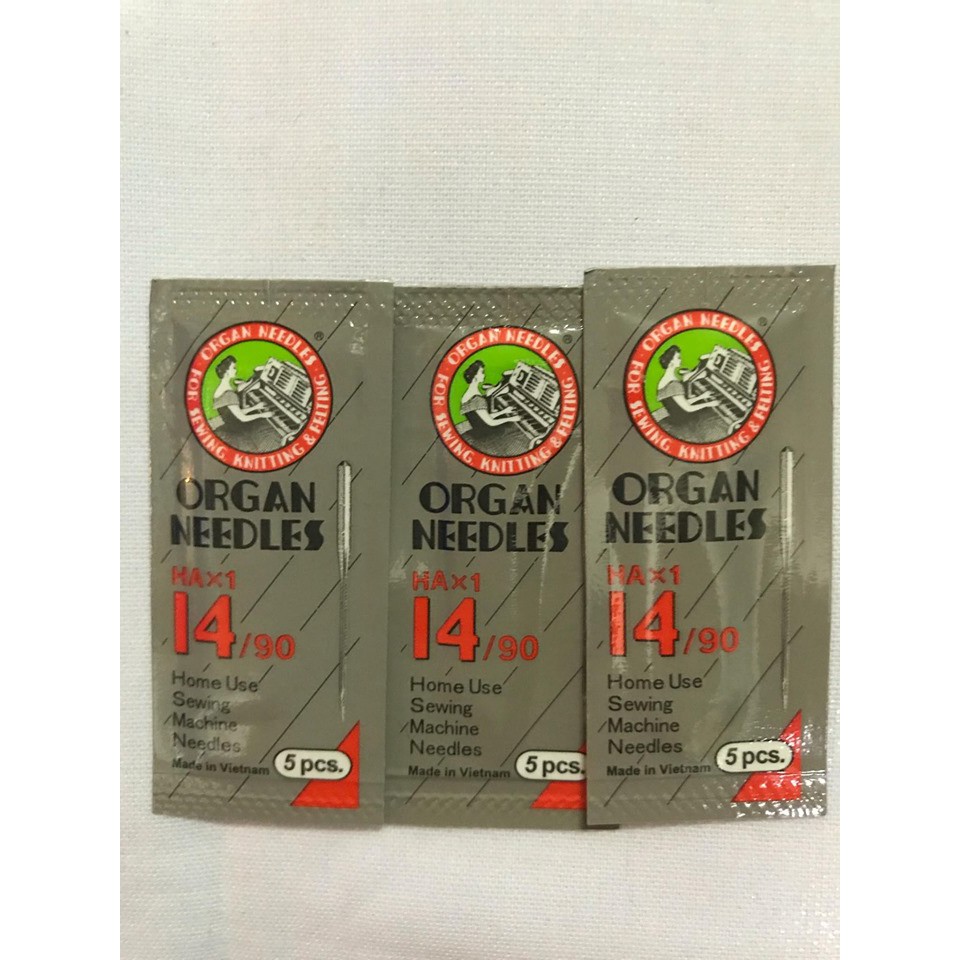 ORGAN NEEDLES ®
FOR SEWING KNITTING & FELTING
ORGAN
NEEDLES
HA×1
14/90
Home Use
Sewing
Machine
Needles
Made in Vietnam
5 pcs.
ORGAN NEEDLES ®
FOR SEWING KNITTING & FELTING
ORGAN
NEEDLES
HA×1
14/90
Home Use
Sewing
Machine
Needles
Made in Vietnam
5 pcs.
ORGAN NEEDLES ®
FOR SEWING KNITTING & FELTING
ORGAN
NEEDLES
HA×1
14/90
Home Use
Sewing
Machine
Needles
Made in Vietnam
5 pcs.